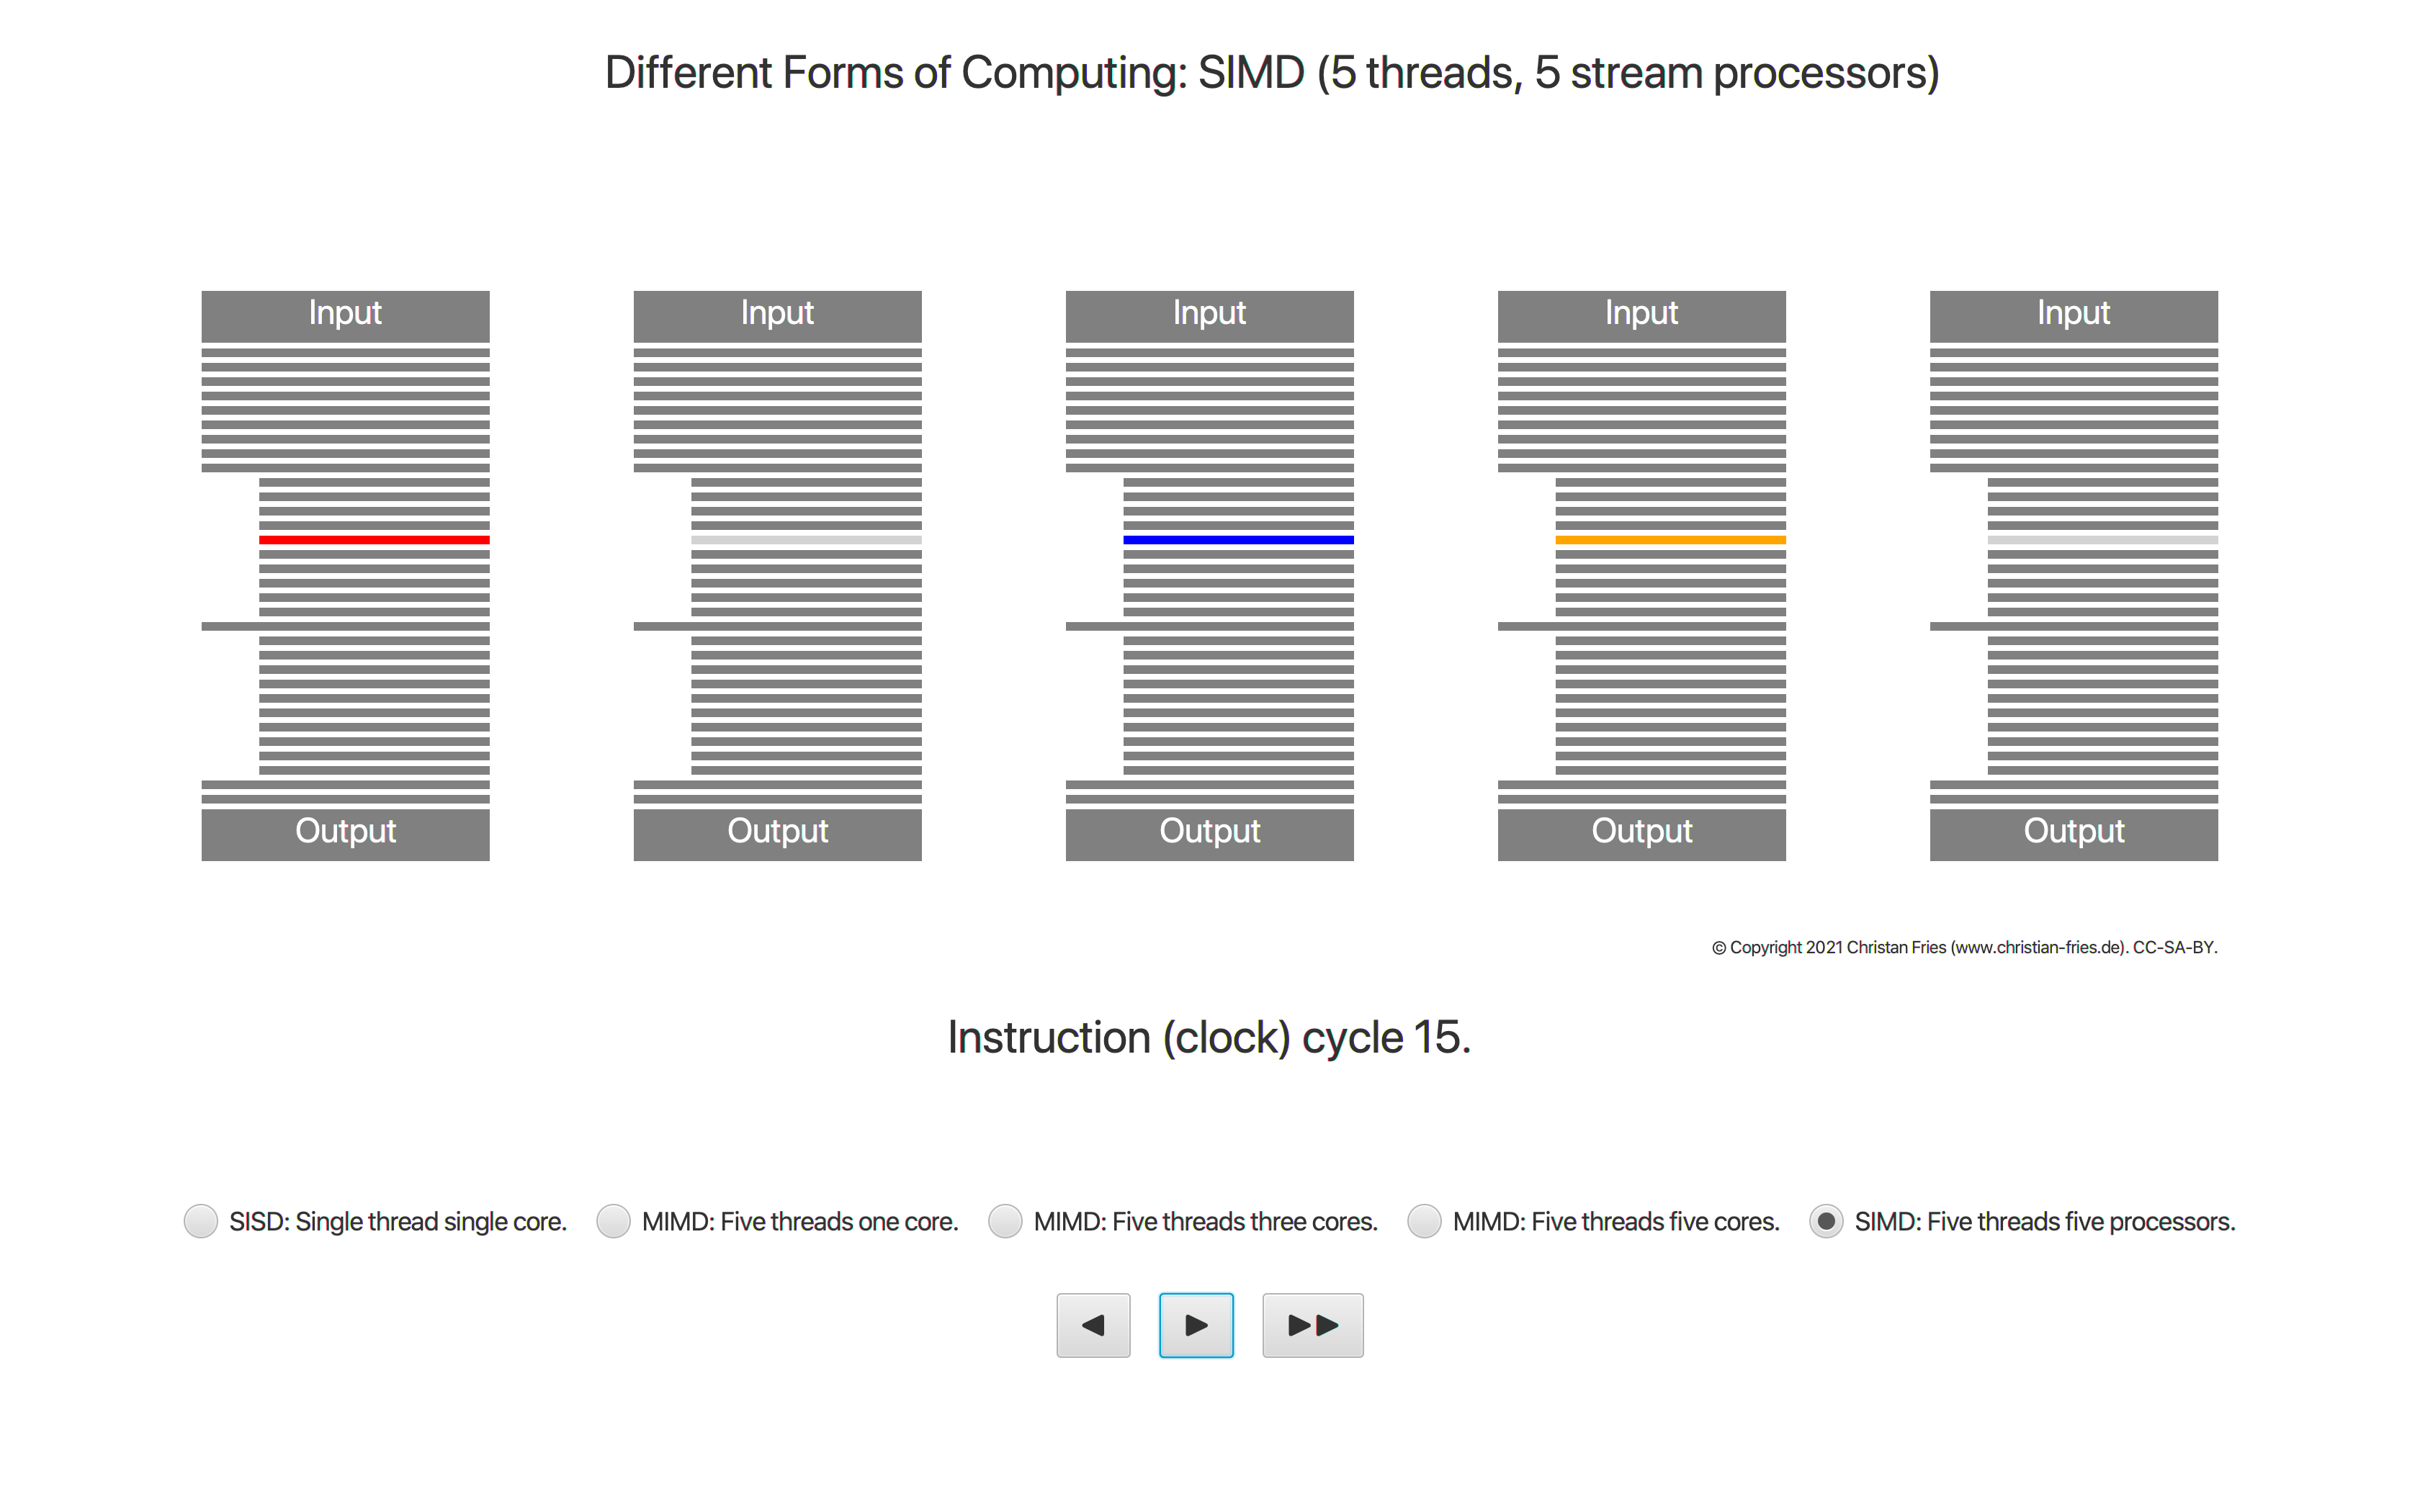 Different Forms of Computing: SIMD (5 threads, 5 stream processors)
Input Input Input Input Input
Output Output Output Output Output
© Copyright 2021 Christan Fries (www.christian-fries.de). CC-SA-BY.
Instruction (clock) cycle 15.
SISD: Single thread single core. MIMD: Five threads one core. MIMD: Five threads three cores. MIMD: Five threads five cores. SIMD: Five threads five processors.